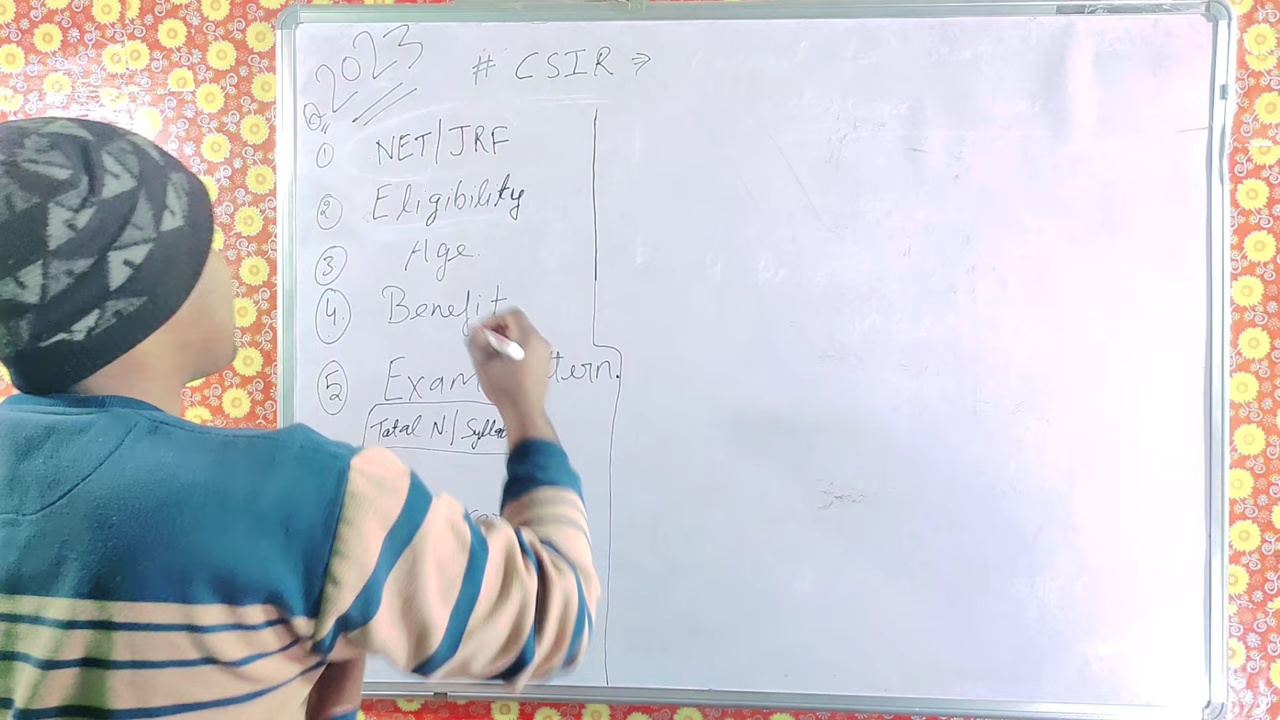 2023
# CSIR ⇒
Q.
① NET/JRF
② Eligibility
③ Age.
④ Benefit
⑤ Exam
Total N./